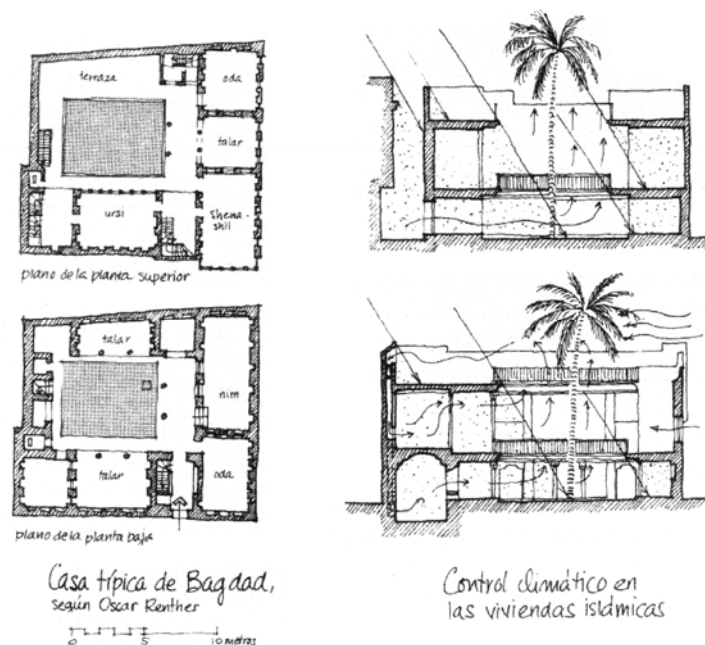 terraza
oda
talar
ursi
Shena-
shil
plano de la planta superior
talar
nim
talar
oda
plano de la planta baja
Casa típica de Bagdad,
según Oscar Renther
0 5 10 metros
Control climático en
las viviendas islámicas